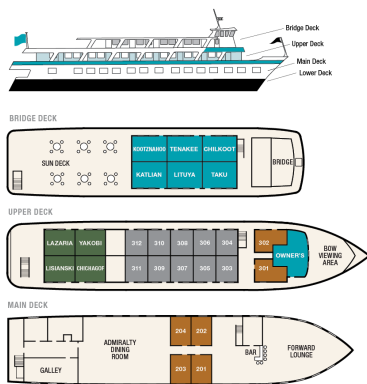 Bridge Deck
Upper Deck
Main Deck
Lower Deck
BRIDGE DECK
SUN DECK
KOOTZNAHOO TENAKEE CHILKOOT
KATLIAN LITUYA TAKU
BRIDGE
UPPER DECK
LAZARIA YAKOBI 312 310 308 306 304 302
LISIANSKI CHICHAGOF 311 309 307 305 303 301
OWNER'S
BOW
VIEWING
AREA
MAIN DECK
GALLEY
ADMIRALTY
DINING
ROOM
204 202
203 201
BAR
FORWARD
LOUNGE